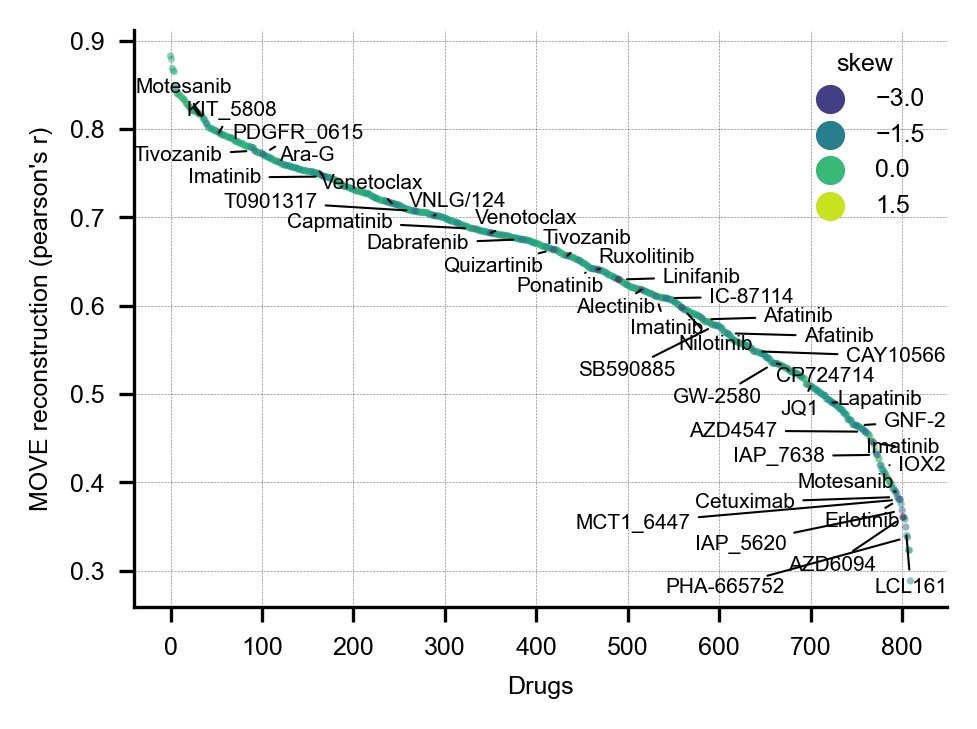 0.9
0.8
0.7
0.6
0.5
0.4
0.3
MOVE reconstruction (pearson's r)
skew
−3.0
−1.5
0.0
1.5
Motesanib
KIT_5808
PDGFR_0615
Tivozanib
Ara-G
Imatinib
Venetoclax
T0901317
VNLG/124
Capmatinib
Venotoclax
Dabrafenib
Tivozanib
Quizartinib
Ruxolitinib
Ponatinib
Linifanib
Alectinib
IC-87114
Imatinib
Afatinib
Nilotinib
Afatinib
SB590885
CAY10566
GW-2580
CP724714
JQ1
Lapatinib
AZD4547
GNF-2
IAP_7638
Imatinib
IOX2
Motesanib
Cetuximab
MCT1_6447
Erlotinib
IAP_5620
AZD6094
PHA-665752
LCL161
0
100
200
300
400
500
600
700
800
Drugs